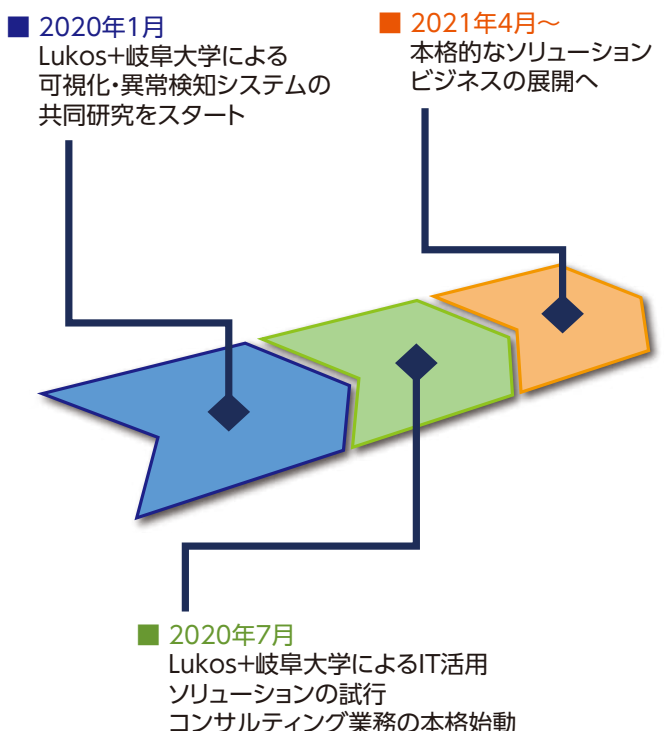 ■ 2020年1月
Lukos+岐阜大学による
可視化・異常検知システムの
共同研究をスタート
■ 2021年4月〜
本格的なソリューション
ビジネスの展開へ
■ 2020年7月
Lukos+岐阜大学によるIT活用
ソリューションの試行
コンサルティング業務の本格始動